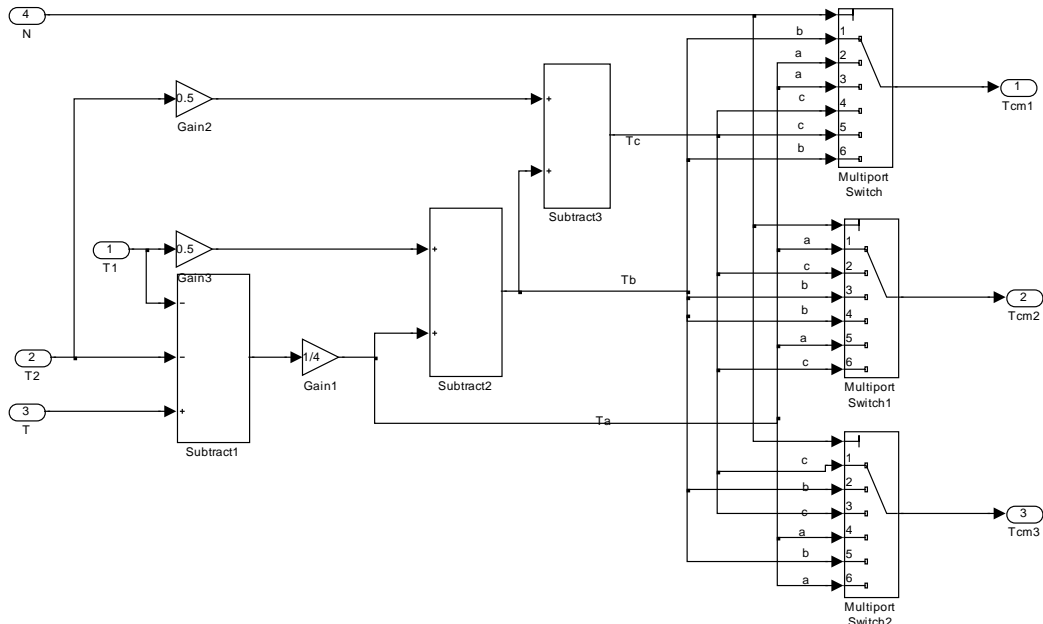 4
N
0.5
Gain2
+
+
Tc
Subtract3
b
1
a
2
a
3
c
4
c
5
b
6
Multiport
Switch
1
Tcm1
1
T1
0.5
Gain3
+
+
Subtract2
Tb
−
−
+
Subtract1
1/4
Gain1
2
T2
3
T
Ta
a
1
c
2
b
3
b
4
a
5
c
6
Multiport
Switch1
2
Tcm2
c
1
b
2
c
3
a
4
b
5
a
6
Multiport
Switch2
3
Tcm3